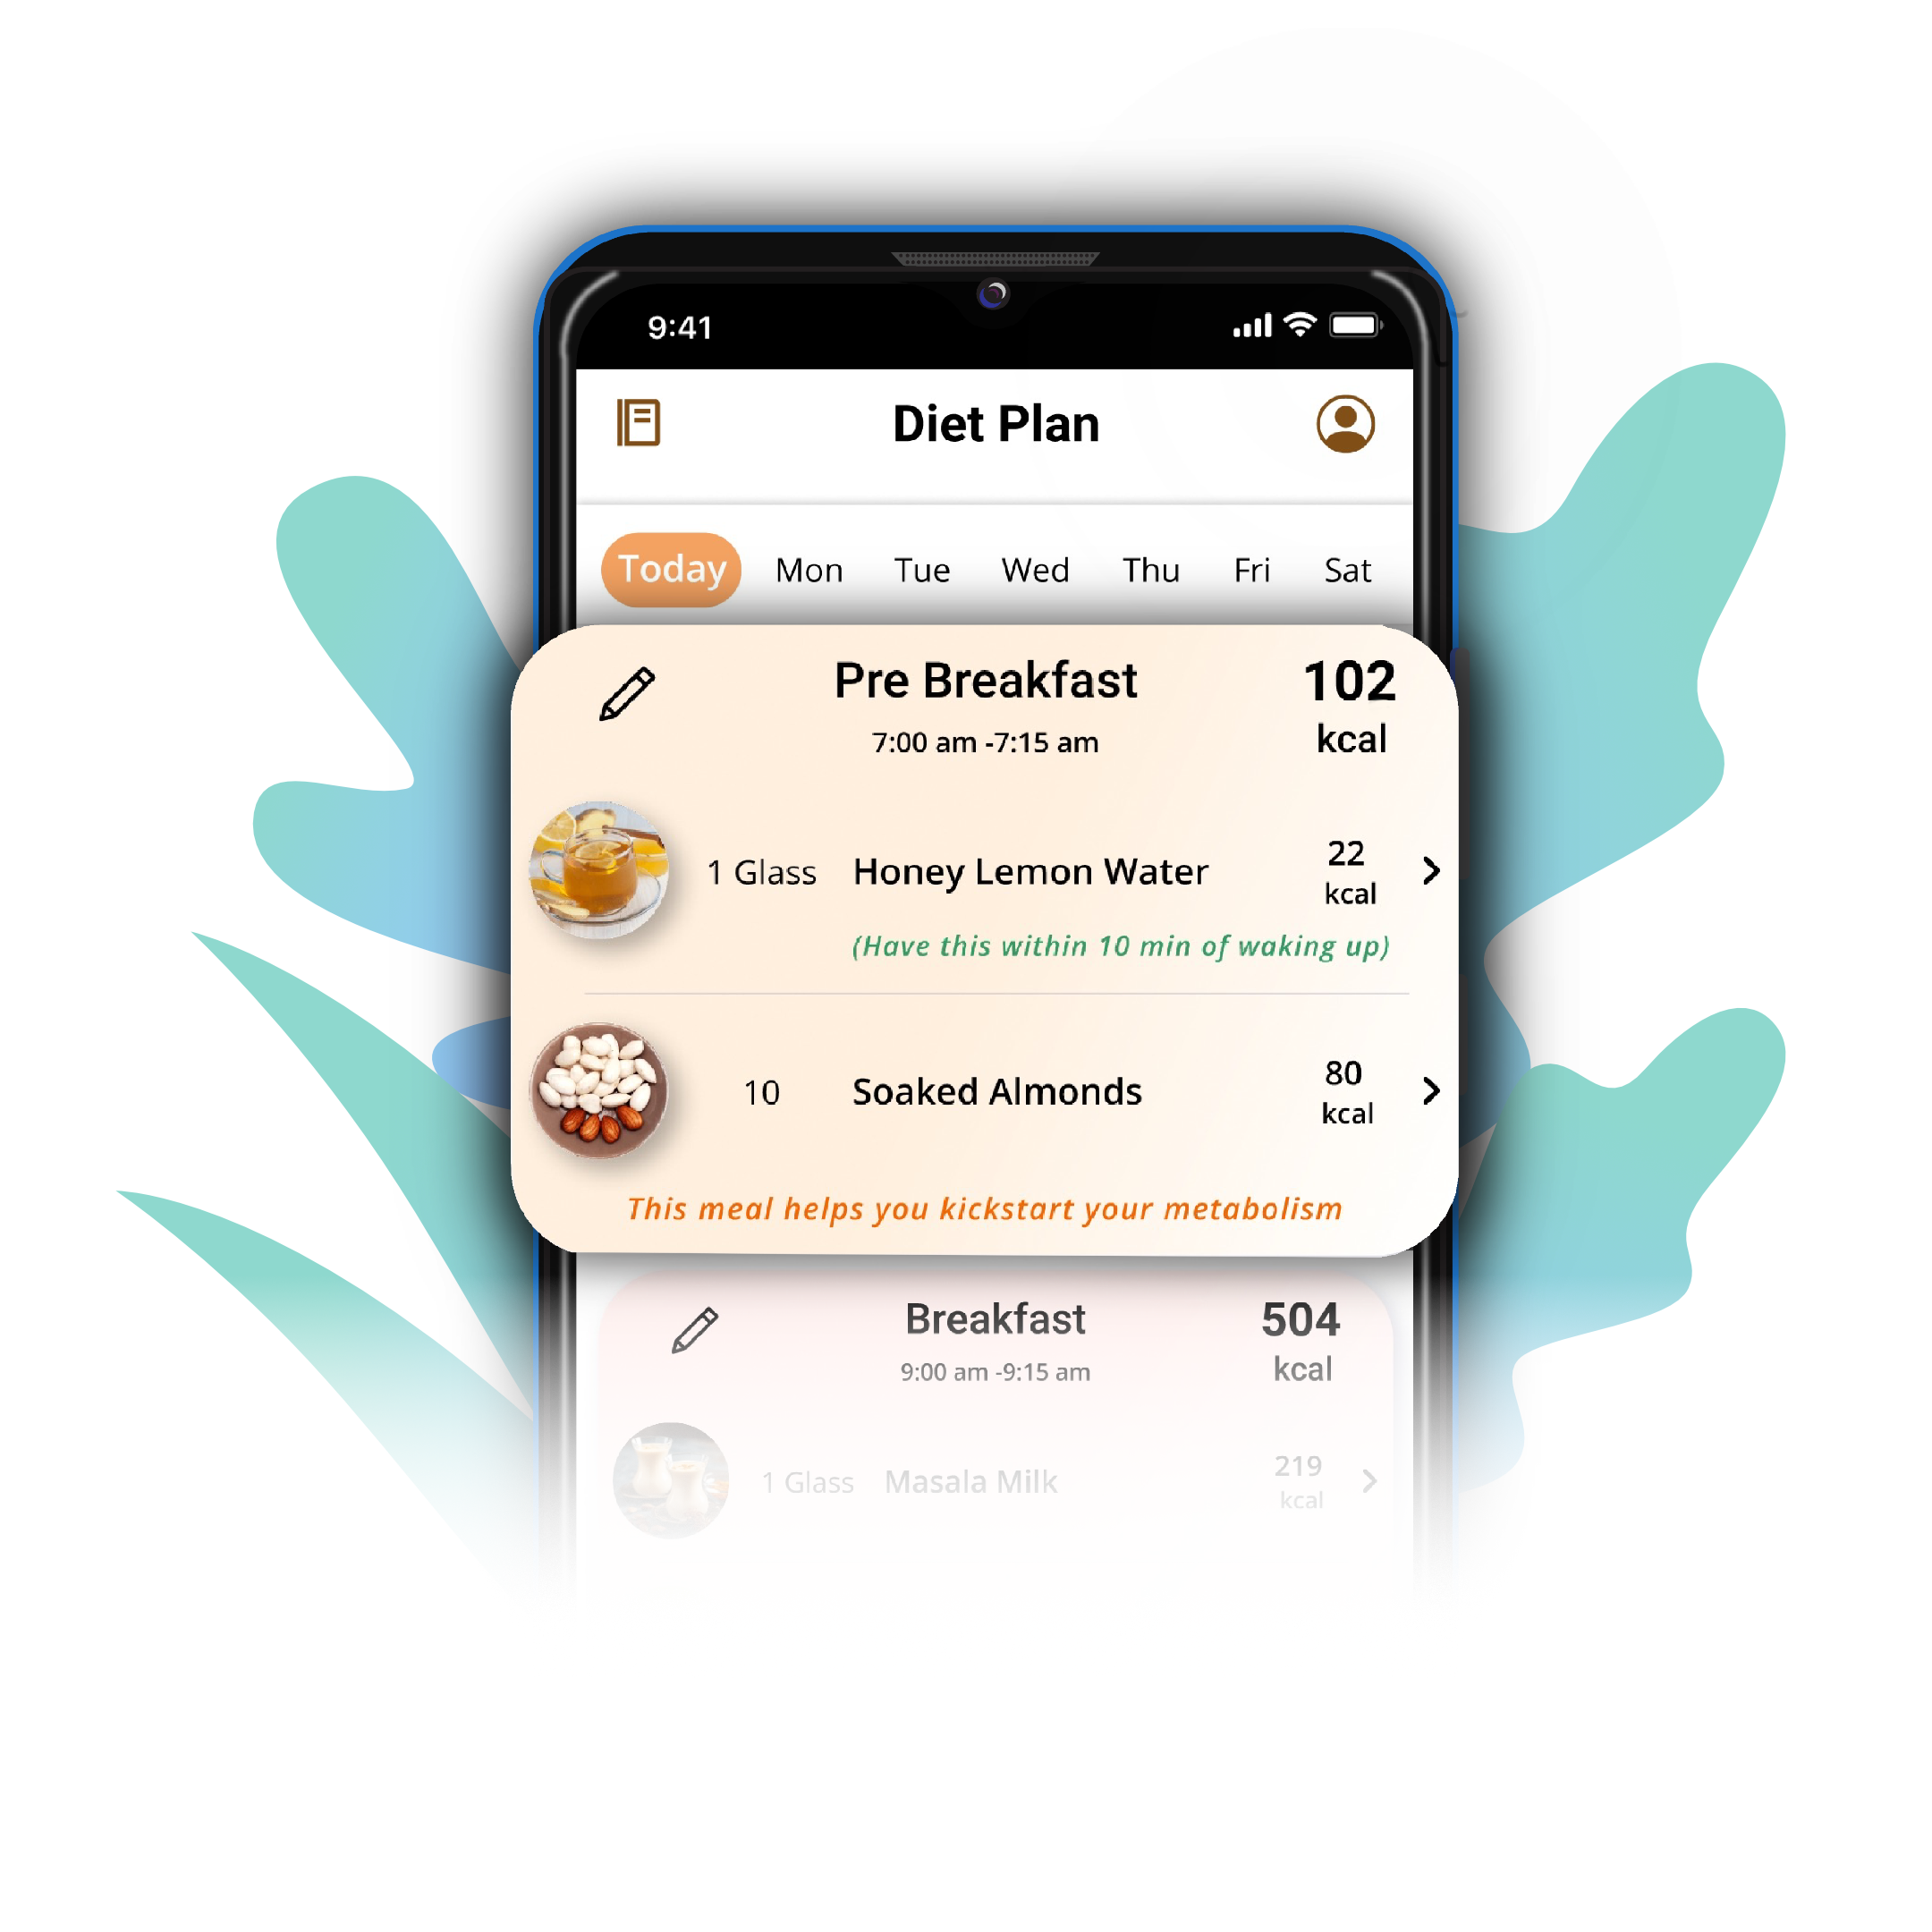 9:41
Diet Plan
Today Mon Tue Wed Thu Fri Sat
Pre Breakfast
102
7:00 am -7:15 am
kcal
1 Glass Honey Lemon Water
22
kcal
(Have this within 10 min of waking up)
10 Soaked Almonds
80
kcal
This meal helps you kickstart your metabolism
Breakfast
504
9:00 am -9:15 am
kcal
1 Glass Masala Milk
219
kcal